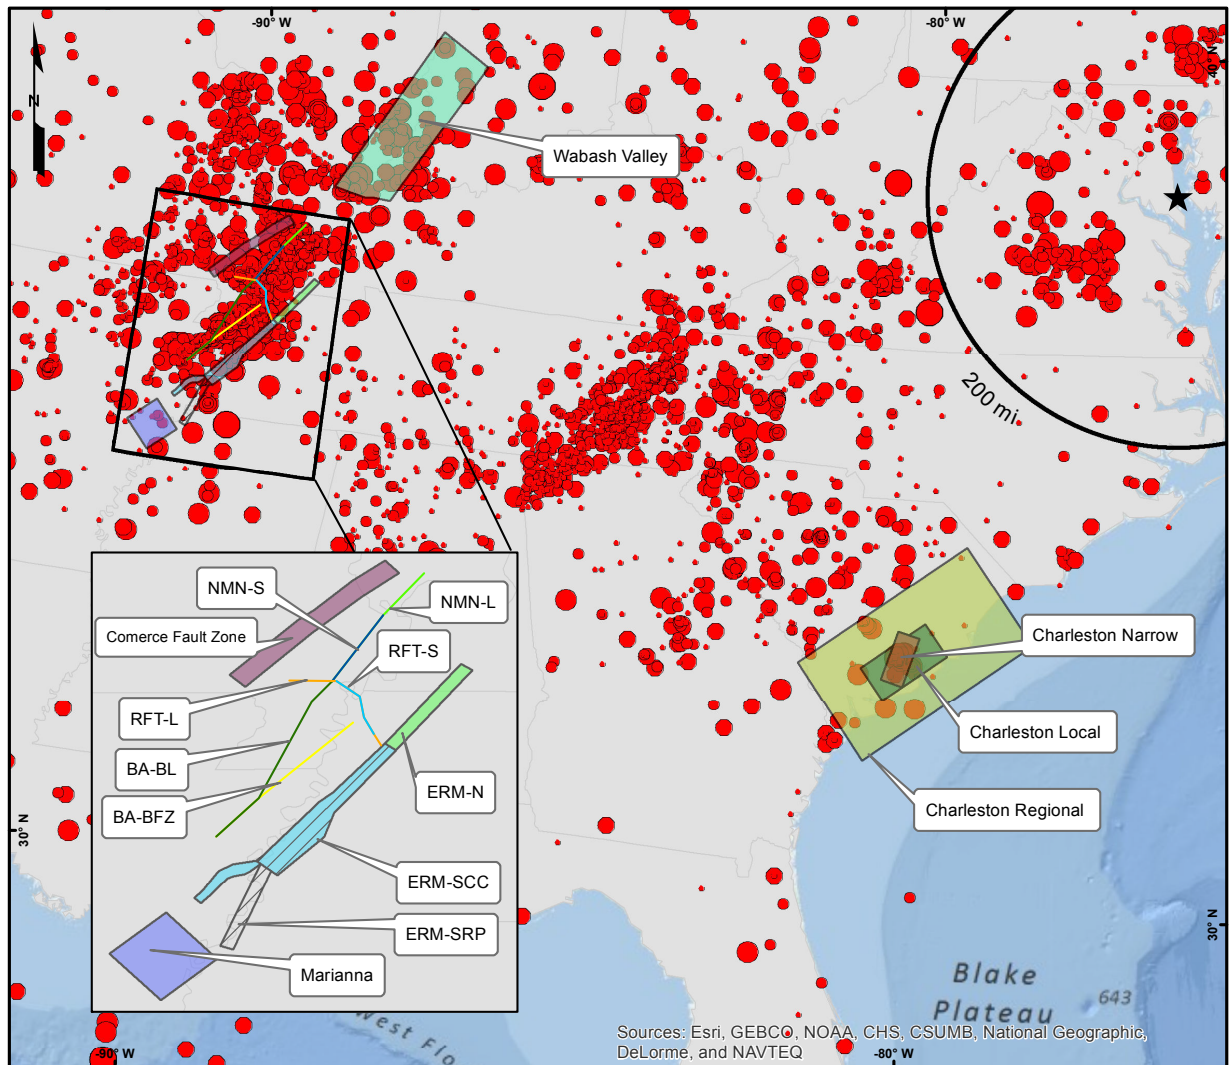 -90° W
-80° W
40° N
N
Wabash Valley
200 mi.
NMN-S
NMN-L
Comerce Fault Zone
RFT-S
RFT-L
BA-BL
BA-BFZ
ERM-N
ERM-SCC
ERM-SRP
Marianna
Charleston Narrow
Charleston Local
Charleston Regional
30° N
30° N
Blake
Plateau
643
West Flo
Sources: Esri, GEBCO, NOAA, CHS, CSUMB, National Geographic,
DeLorme, and NAVTEQ
-90° W
-80° W